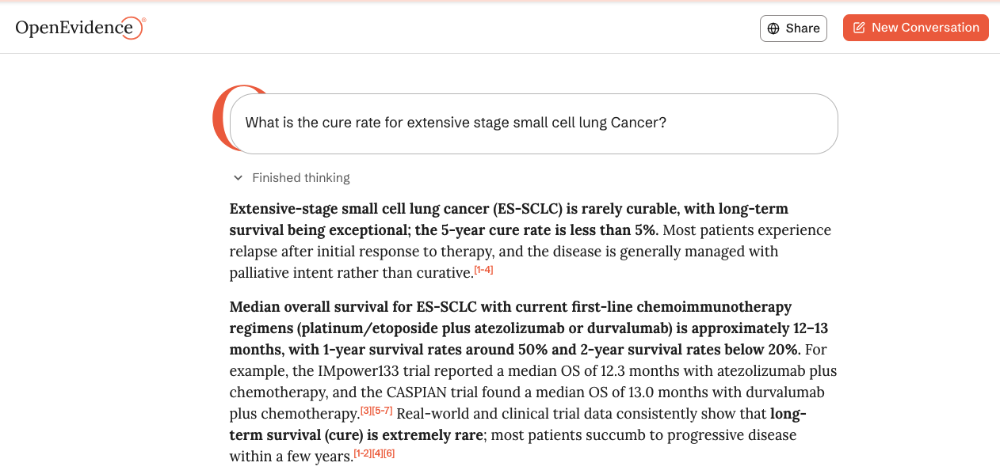 OpenEvidence®
Share
New Conversation
What is the cure rate for extensive stage small cell lung Cancer?
Finished thinking
Extensive-stage small cell lung cancer (ES-SCLC) is rarely curable, with long-term
survival being exceptional; the 5-year cure rate is less than 5%. Most patients experience
relapse after initial response to therapy, and the disease is generally managed with
palliative intent rather than curative.[1-4]
Median overall survival for ES-SCLC with current first-line chemoimmunotherapy
regimens (platinum/etoposide plus atezolizumab or durvalumab) is approximately 12–13
months, with 1-year survival rates around 50% and 2-year survival rates below 20%. For
example, the IMpower133 trial reported a median OS of 12.3 months with atezolizumab plus
chemotherapy, and the CASPIAN trial found a median OS of 13.0 months with durvalumab
plus chemotherapy.[3][5-7] Real-world and clinical trial data consistently show that long-
term survival (cure) is extremely rare; most patients succumb to progressive disease
within a few years.[1-2][4][6]